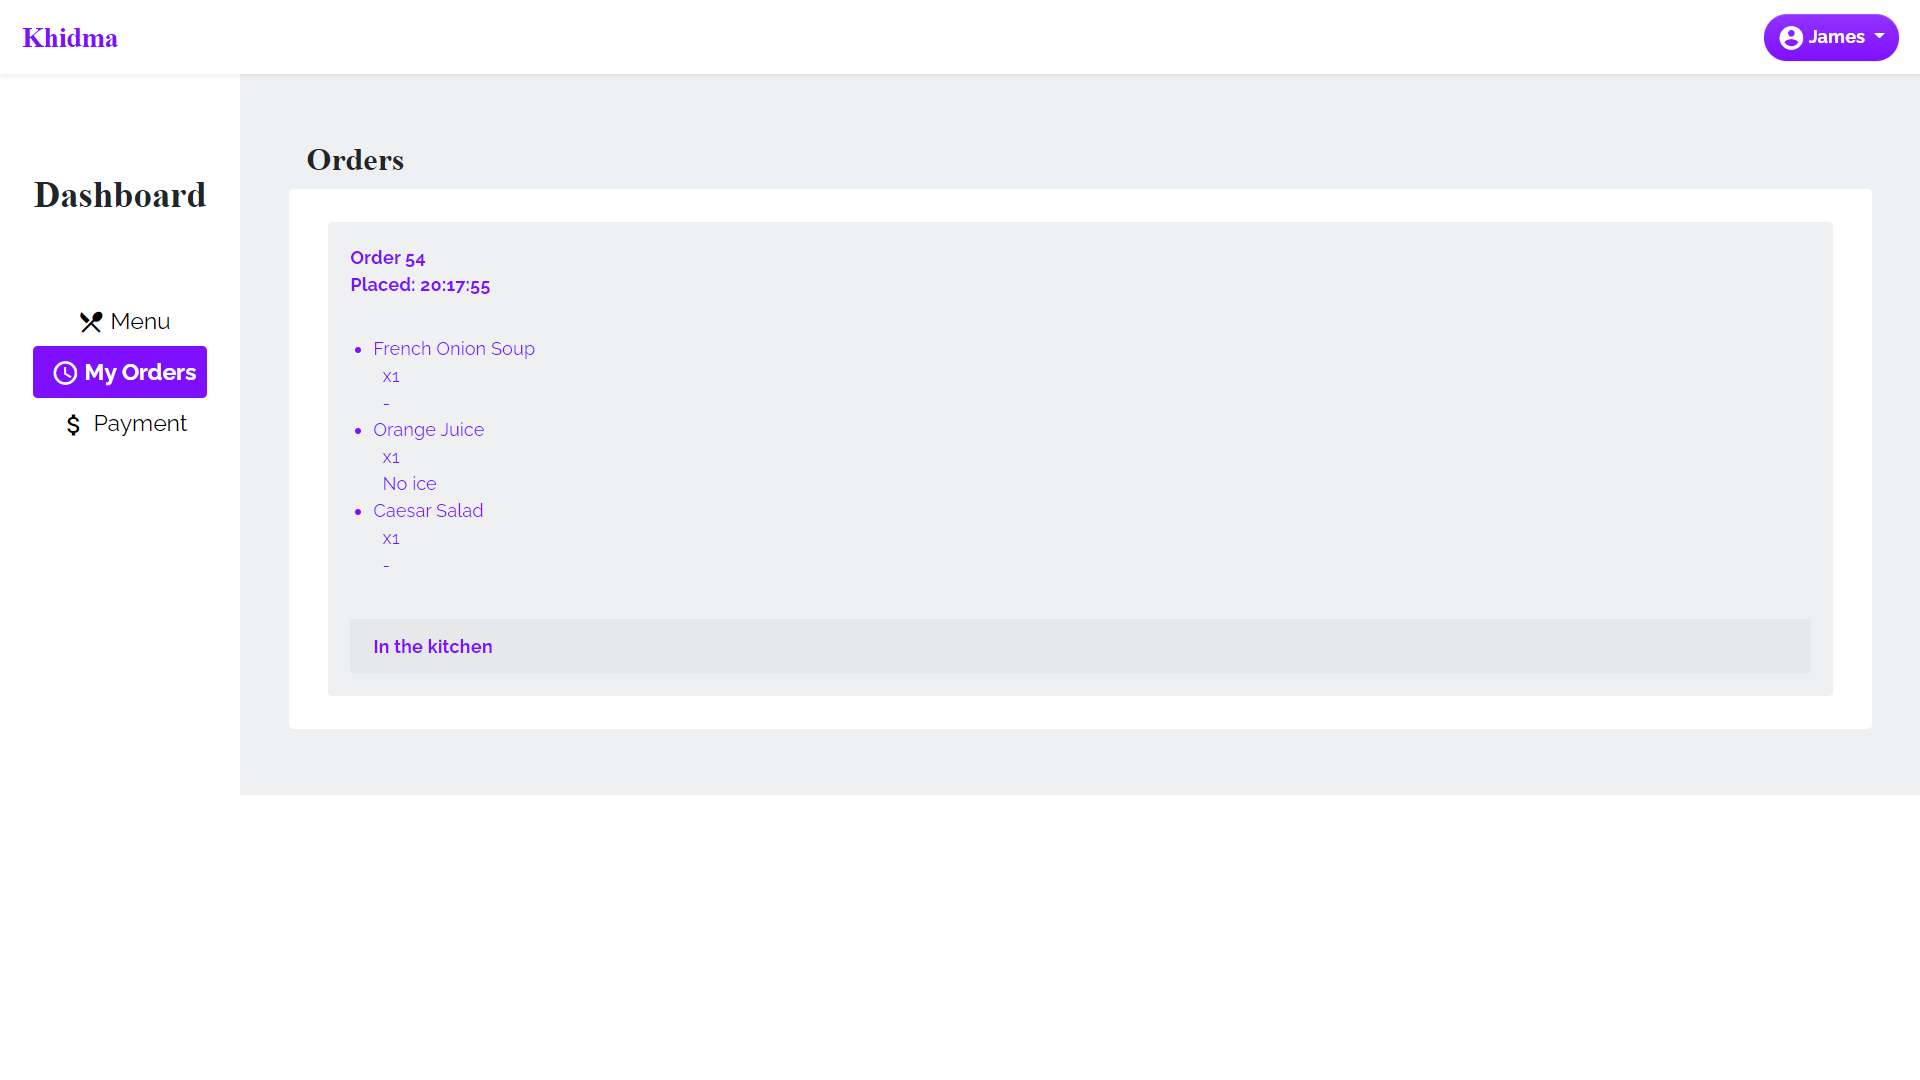 Khidma
James
Dashboard
Menu
My Orders
Payment
Orders
Order 54
Placed: 20:17:55
• French Onion Soup
x1
-
• Orange Juice
x1
No ice
• Caesar Salad
x1
-
In the kitchen